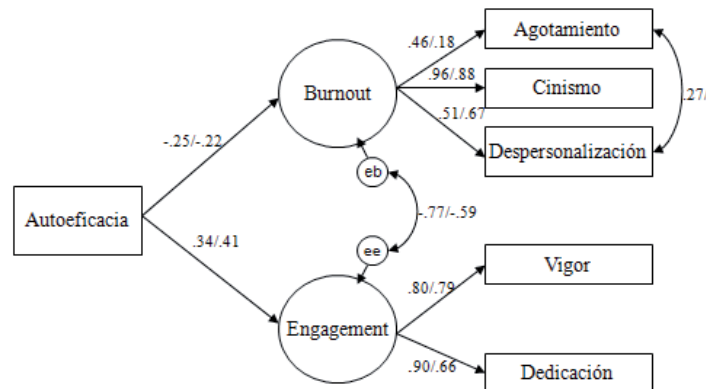 Agotamiento
.46/.18
.96/.88
Burnout
Cinismo
.27/
.51/.67
-.25/-.22
Despersonalización
eb
Autoeficacia
-.77/-.59
.34/.41
ee
Vigor
.80/.79
Engagement
.90/.66
Dedicación